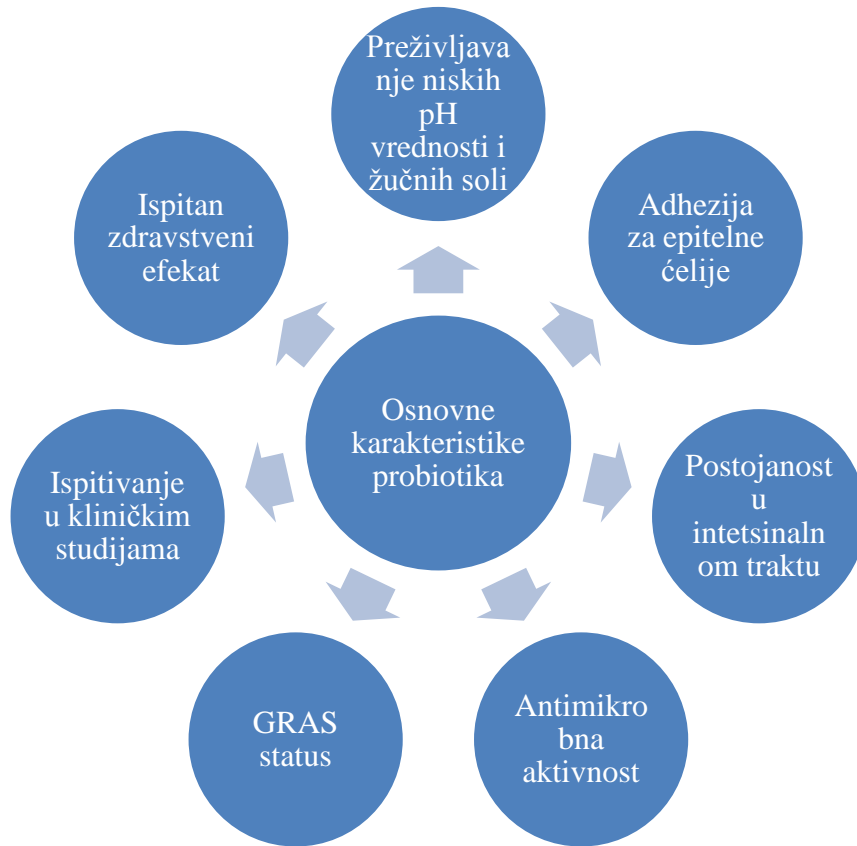 Preživljava
nje niskih
pH
vrednosti i
žučnih soli
Adhezija
za epitelne
ćelije
Postojanost
u
intetsinaln
om traktu
Antimikro
bna
aktivnost
GRAS
status
Ispitivanje
u kliničkim
studijama
Ispitan
zdravstveni
efekat
Osnovne
karakteristike
probiotika